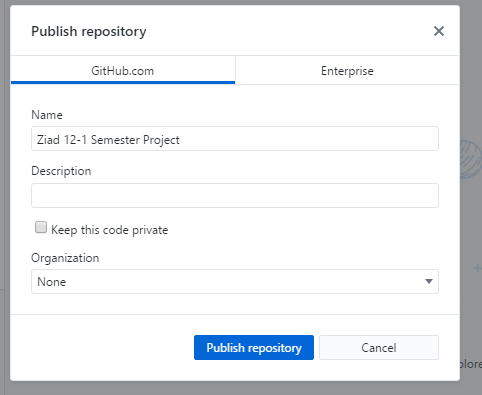 Publish repository
GitHub.com
Enterprise
Name
Ziad 12-1 Semester Project
Description
Keep this code private
Organization
None
Publish repository
Cancel